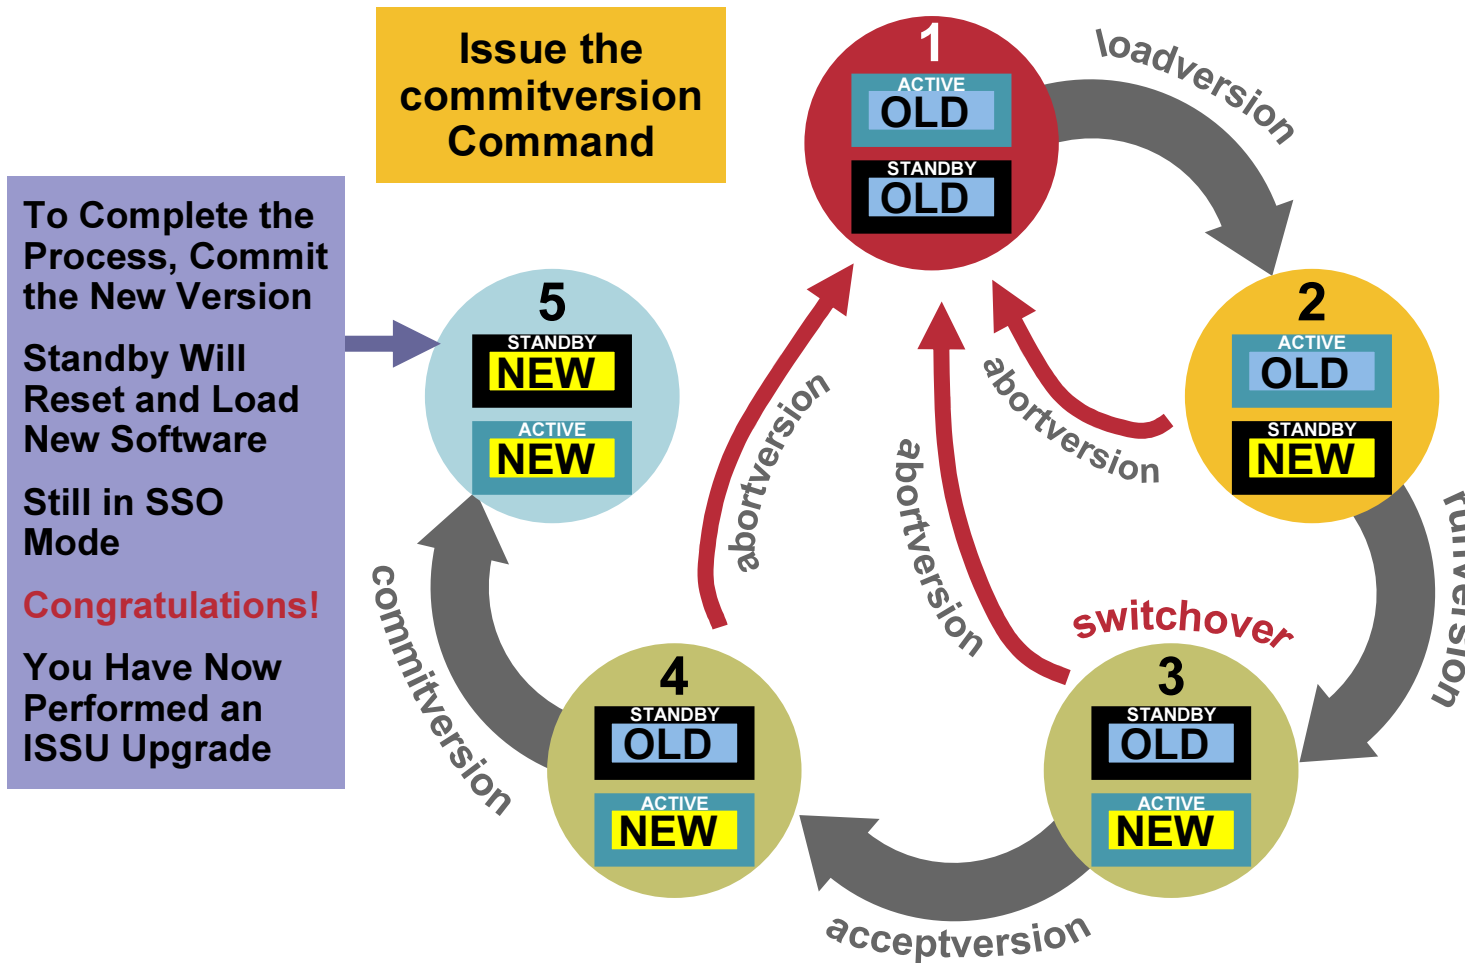 Issue the
commitversion
Command
To Complete the
Process, Commit
the New Version
Standby Will
Reset and Load
New Software
Still in SSO
Mode
Congratulations!
You Have Now
Performed an
ISSU Upgrade
1
ACTIVE
OLD
STANDBY
OLD
loadversion
2
ACTIVE
OLD
STANDBY
NEW
runversion
abortversion
switchover
3
STANDBY
OLD
ACTIVE
NEW
abortversion
acceptversion
4
STANDBY
OLD
ACTIVE
NEW
abortversion
commitversion
5
STANDBY
NEW
ACTIVE
NEW